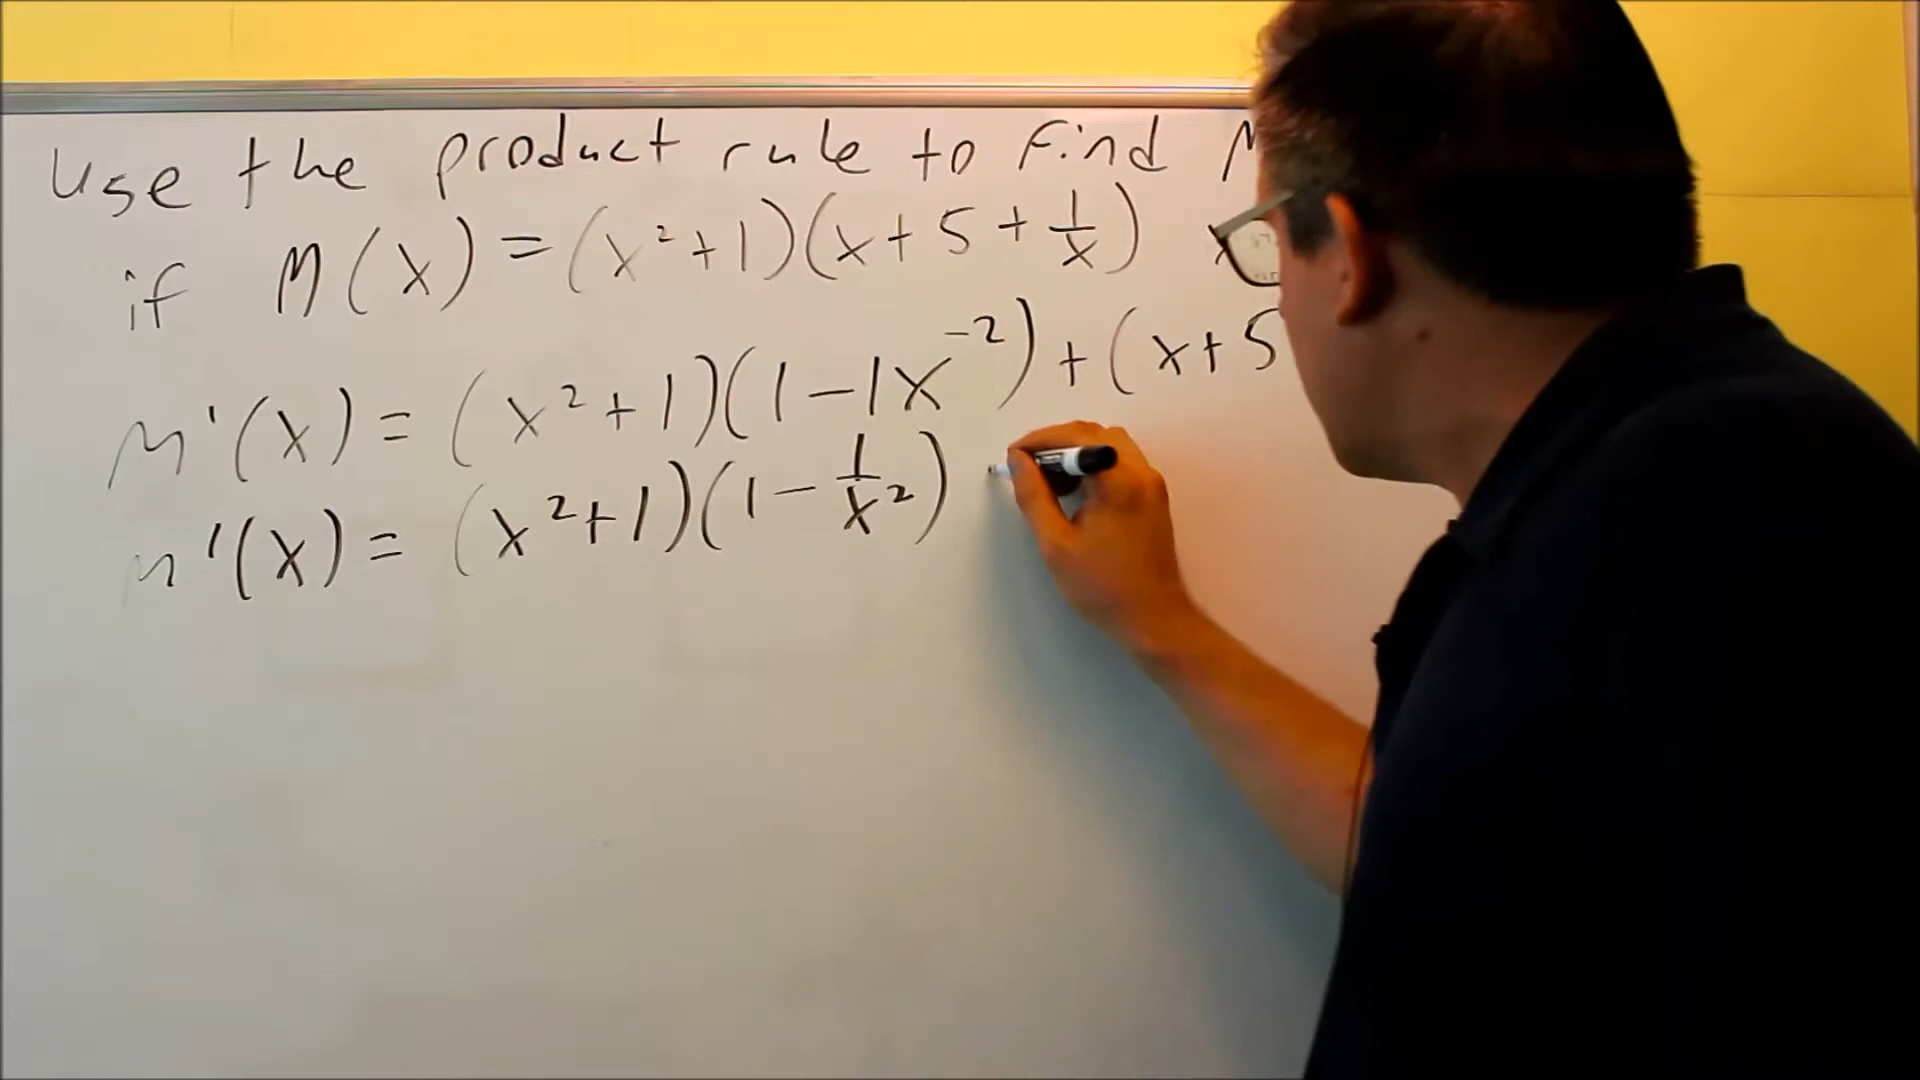 Use the product rule to find M
if M(x) = (x²+1)(x+5+1/x) x
M'(x) = (x²+1)(1-1x⁻²)+(x+5
M'(x) = (x²+1)(1-1/x²)